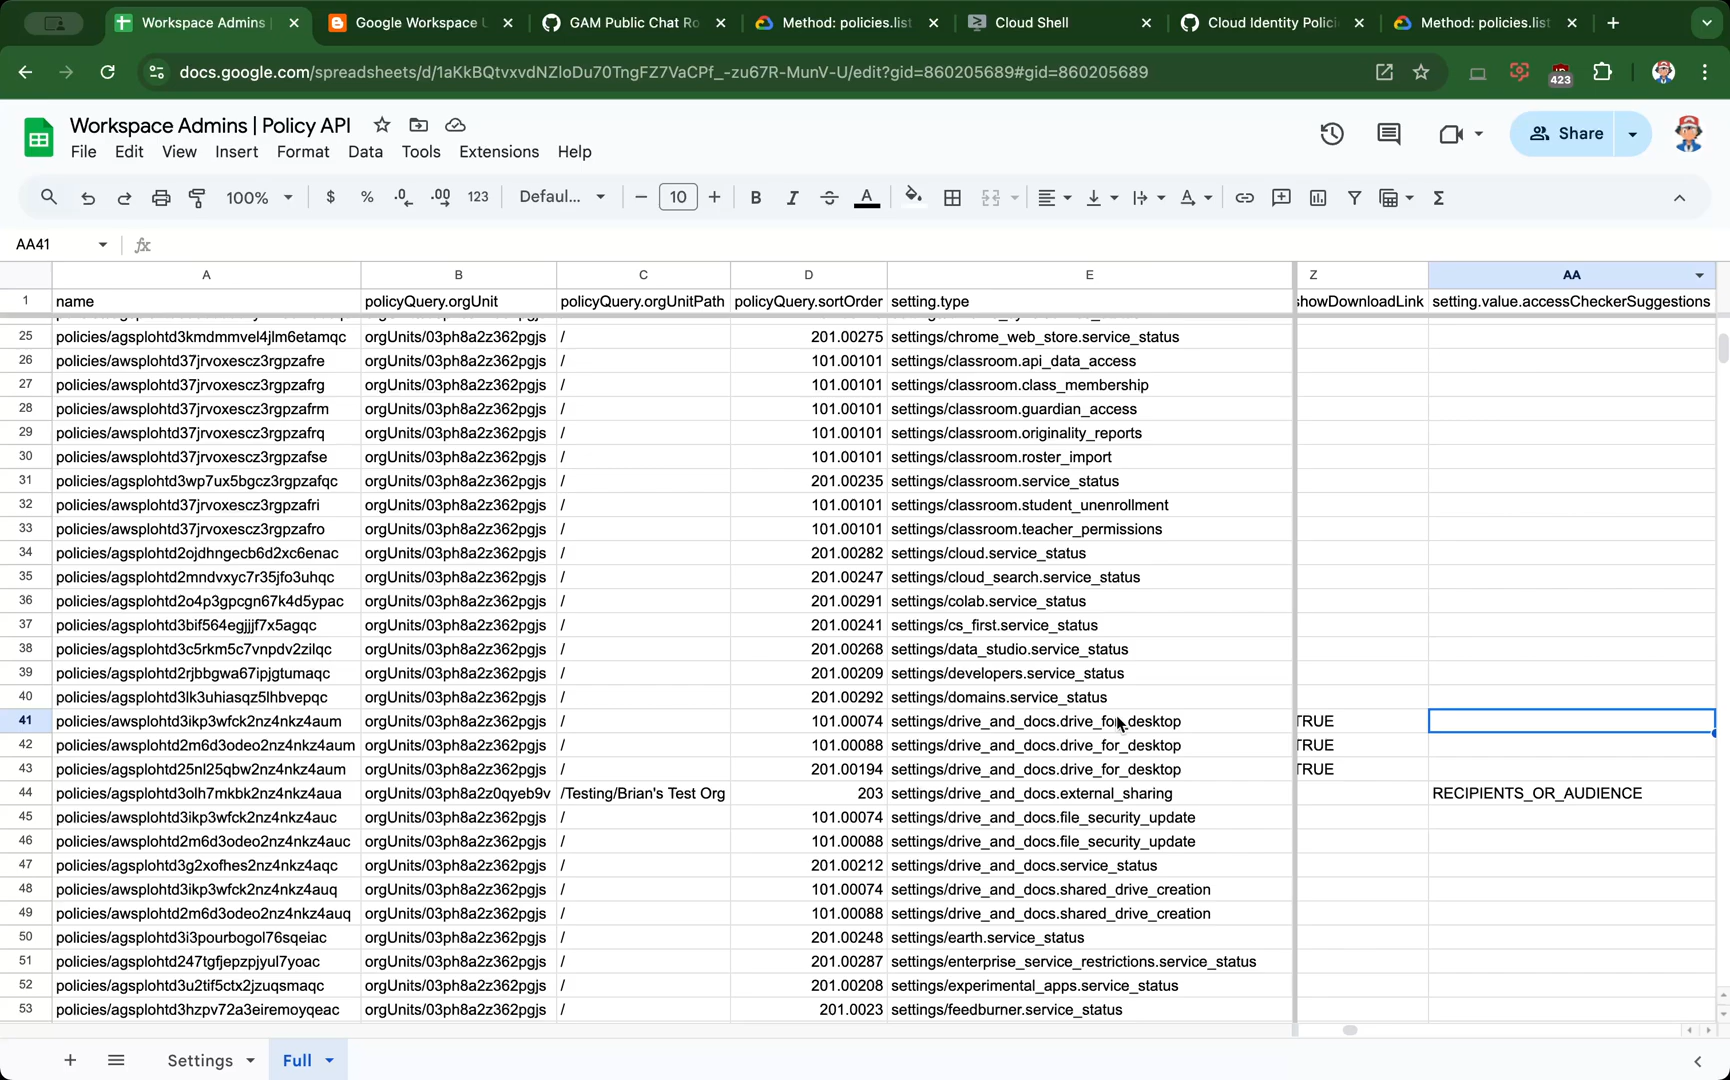 Workspace Admins |
Google Workspace U
GAM Public Chat Ro
Method: policies.list
Cloud Shell
Cloud Identity Polici
Method: policies.list
docs.google.com/spreadsheets/d/1aKkBQtvxvdNZloDu70TngFZ7VaCPf_-zu67R-MunV-U/edit?gid=860205689#gid=860205689
423
Workspace Admins | Policy API
Share
File Edit View Insert Format Data Tools Extensions Help
100% $ % .0 .00 123 Defaul... − 10 + B I A Σ
AA41 fx
A B C D E Z AA
1 name policyQuery.orgUnit policyQuery.orgUnitPath policyQuery.sortOrder setting.type showDownloadLink setting.value.accessCheckerSuggestions
25 policies/agsplohtd3kmdmmvel4jlm6etamqc orgUnits/03ph8a2z362pgjs / 201.00275 settings/chrome_web_store.service_status
26 policies/agsplohtd37jrvoxescz3rgpzafre orgUnits/03ph8a2z362pgjs / 101.00101 settings/classroom.api_data_access
27 policies/awsplohtd37jrvoxescz3rgpzafrg orgUnits/03ph8a2z362pgjs / 101.00101 settings/classroom.class_membership
28 policies/awsplohtd37jrvoxescz3rgpzafrm orgUnits/03ph8a2z362pgjs / 101.00101 settings/classroom.guardian_access
29 policies/awsplohtd37jrvoxescz3rgpzafrq orgUnits/03ph8a2z362pgjs / 101.00101 settings/classroom.originality_reports
30 policies/awsplohtd37jrvoxescz3rgpzafse orgUnits/03ph8a2z362pgjs / 101.00101 settings/classroom.roster_import
31 policies/agsplohtd3wp7ux5bgcz3rgpzafqc orgUnits/03ph8a2z362pgjs / 201.00235 settings/classroom.service_status
32 policies/awsplohtd37jrvoxescz3rgpzafri orgUnits/03ph8a2z362pgjs / 101.00101 settings/classroom.student_unenrollment
33 policies/awsplohtd37jrvoxescz3rgpzafro orgUnits/03ph8a2z362pgjs / 101.00101 settings/classroom.teacher_permissions
34 policies/agsplohtd2ojdhngecb6d2xc6enac orgUnits/03ph8a2z362pgjs / 201.00282 settings/cloud.service_status
35 policies/agsplohtd2mndvxyc7r35jfo3uhqc orgUnits/03ph8a2z362pgjs / 201.00247 settings/cloud_search.service_status
36 policies/agsplohtd2o4p3gpcgn67k4d5ypac orgUnits/03ph8a2z362pgjs / 201.00291 settings/colab.service_status
37 policies/agsplohtd3bif564egjjjf7x5agqc orgUnits/03ph8a2z362pgjs / 201.00241 settings/cs_first.service_status
38 policies/agsplohtd3c5rkm5c7vnpdv2zilqc orgUnits/03ph8a2z362pgjs / 201.00268 settings/data_studio.service_status
39 policies/agsplohtd2rjbbgwa67ipjgtumaqc orgUnits/03ph8a2z362pgjs / 201.00209 settings/developers.service_status
40 policies/agsplohtd3lk3uhiasqz5lhbvepqc orgUnits/03ph8a2z362pgjs / 201.00292 settings/domains.service_status
41 policies/awsplohtd3ikp3wfck2nz4nkz4aum orgUnits/03ph8a2z362pgjs / 101.00074 settings/drive_and_docs.drive_for_desktop TRUE
42 policies/awsplohtd2m6d3odeo2nz4nkz4aum orgUnits/03ph8a2z362pgjs / 101.00088 settings/drive_and_docs.drive_for_desktop TRUE
43 policies/awsplohtd25nl25qbw2nz4nkz4aum orgUnits/03ph8a2z362pgjs / 201.00194 settings/drive_and_docs.drive_for_desktop TRUE
44 policies/awsplohtd3olh7mkbk2nz4nkz4aua orgUnits/03ph8a2z0qyeb9v /Testing/Brian's Test Org 203 settings/drive_and_docs.external_sharing RECIPIENTS_OR_AUDIENCE
45 policies/awsplohtd3ikp3wfck2nz4nkz4auc orgUnits/03ph8a2z362pgjs / 101.00074 settings/drive_and_docs.file_security_update
46 policies/awsplohtd2m6d3odeo2nz4nkz4auc orgUnits/03ph8a2z362pgjs / 101.00088 settings/drive_and_docs.file_security_update
47 policies/awsplohtd3g2xofhes2nz4nkz4aqc orgUnits/03ph8a2z362pgjs / 201.00212 settings/drive_and_docs.service_status
48 policies/awsplohtd3ikp3wfck2nz4nkz4auq orgUnits/03ph8a2z362pgjs / 101.00074 settings/drive_and_docs.shared_drive_creation
49 policies/awsplohtd2m6d3odeo2nz4nkz4auq orgUnits/03ph8a2z362pgjs / 101.00088 settings/drive_and_docs.shared_drive_creation
50 policies/agsplohtd3i3pourbogol76sqeiac orgUnits/03ph8a2z362pgjs / 201.00248 settings/earth.service_status
51 policies/agsplohtd247tgfjepzpjyul7yoac orgUnits/03ph8a2z362pgjs / 201.00287 settings/enterprise_service_restrictions.service_status
52 policies/agsplohtd3u2tif5ctx2jzuqsmaqc orgUnits/03ph8a2z362pgjs / 201.00208 settings/experimental_apps.service_status
53 policies/agsplohtd3hzpv72a3eiremoyqeac orgUnits/03ph8a2z362pgjs / 201.0023 settings/feedburner.service_status
Settings Full